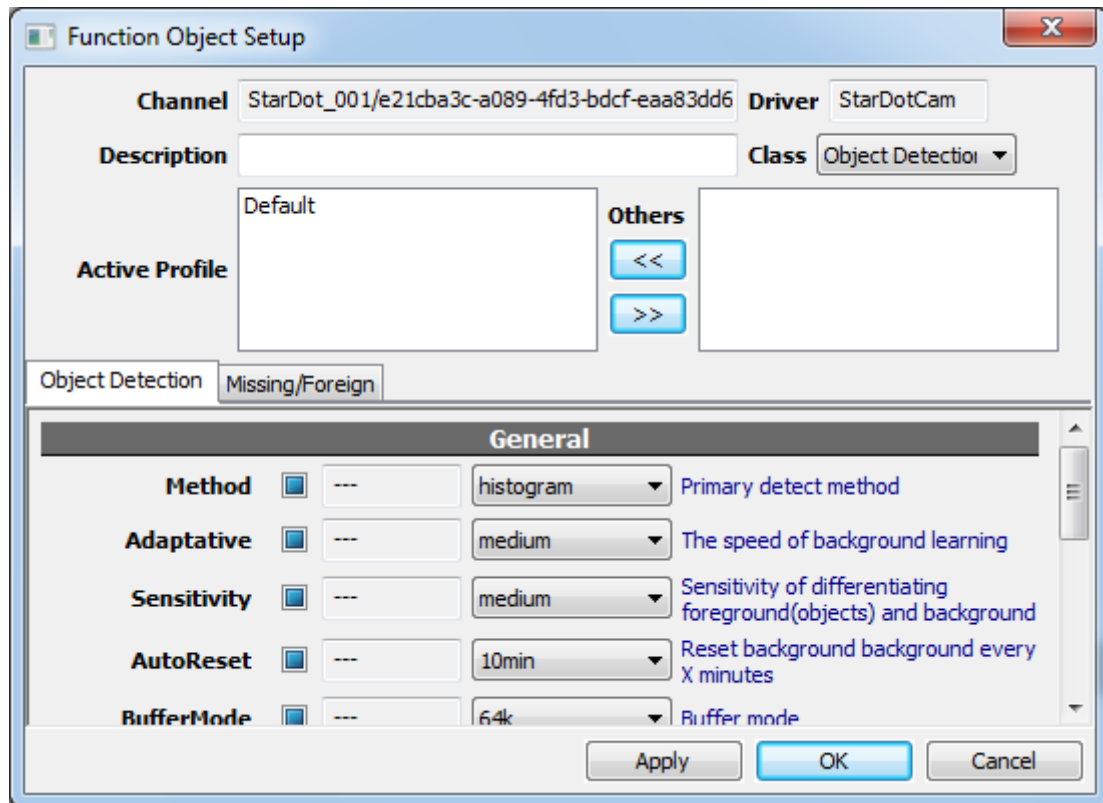 Function Object Setup
Channel StarDot_001/e21cba3c-a089-4fd3-bdcf-eaa83dd6 Driver StarDotCam
Description Class Object Detection
Default
Others
Active Profile
<<
>>
Object Detection Missing/Foreign
General
Method --- histogram Primary detect method
Adaptative --- medium The speed of background learning
Sensitivity --- medium Sensitivity of differentiating
foreground(objects) and background
AutoReset --- 10min Reset background background every
X minutes
BufferMode --- 64k Buffer mode
Apply OK Cancel